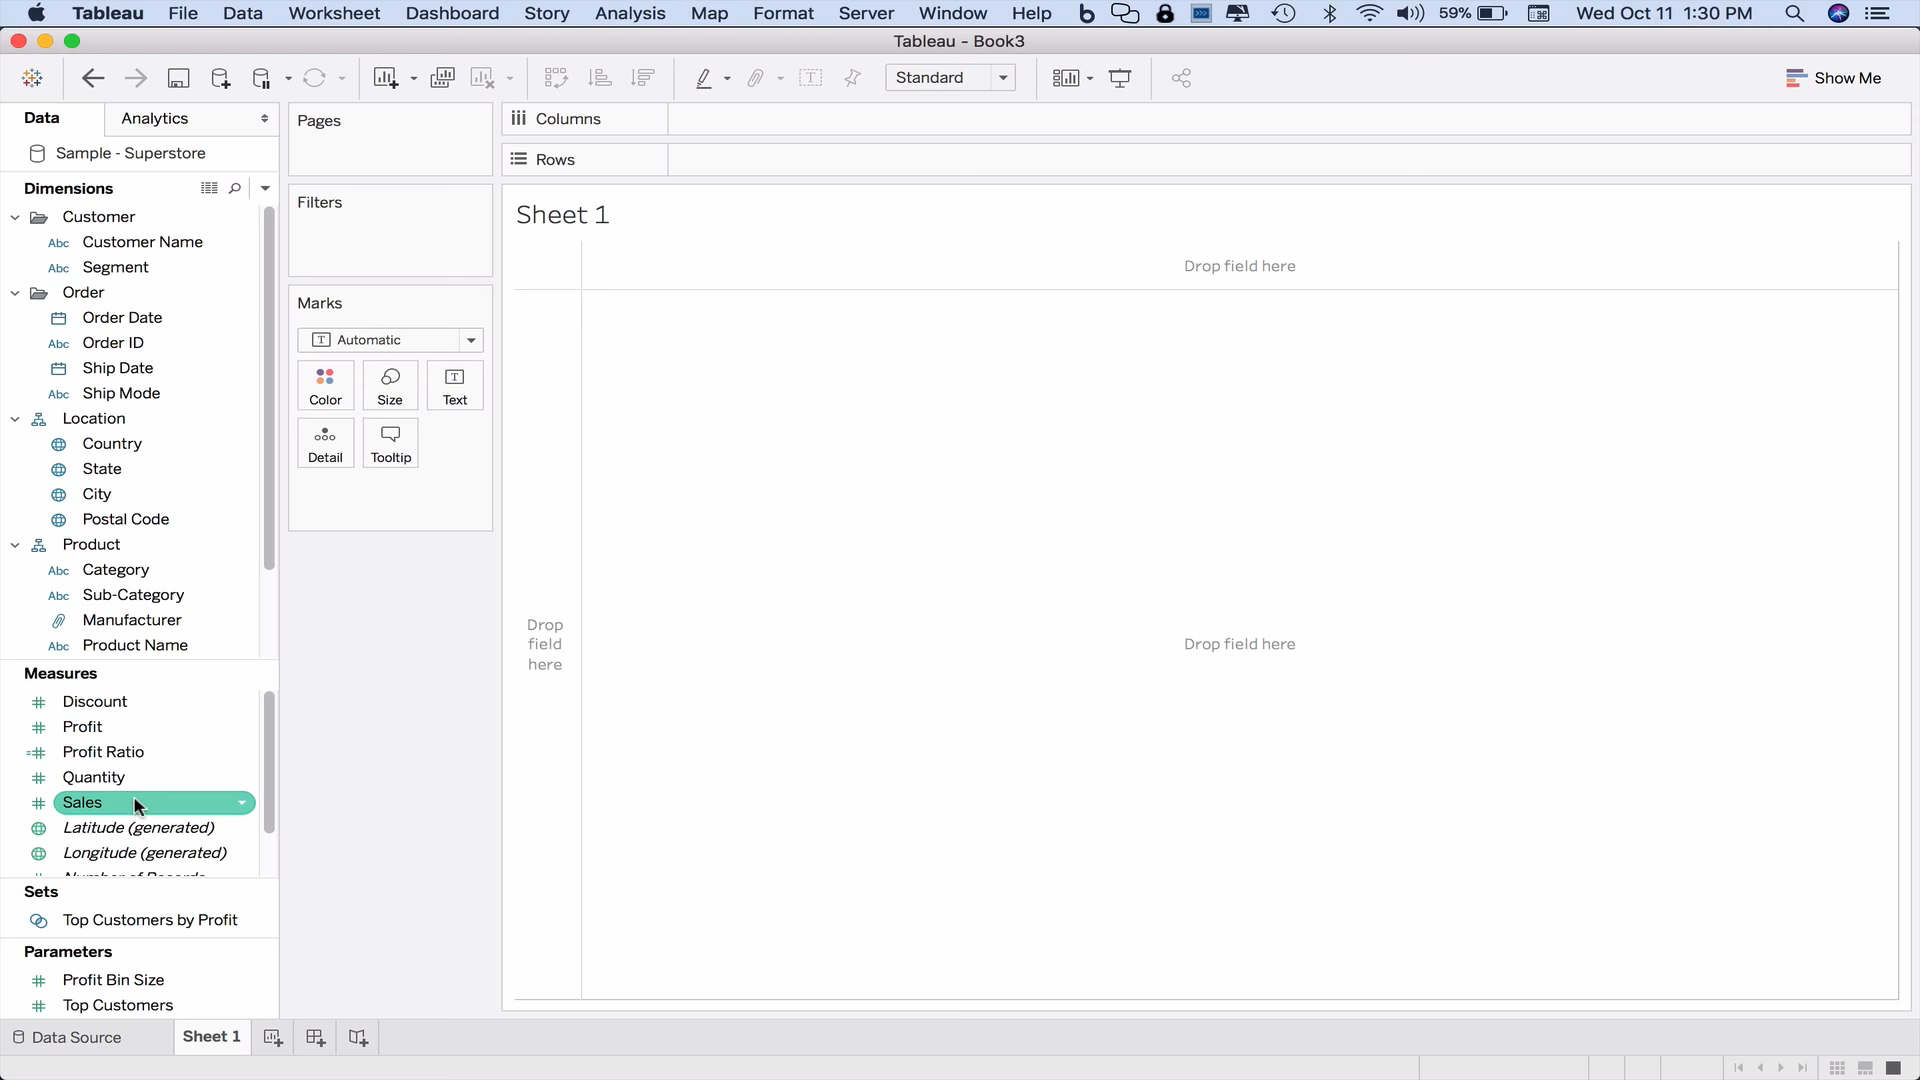 Tableau File Data Worksheet Dashboard Story Analysis Map Format Server Window Help 59% Wed Oct 11 1:30 PM
Tableau - Book3
Standard
Show Me
Data
Analytics
Sample - Superstore
Dimensions
Customer
Abc Customer Name
Abc Segment
Order
Order Date
Abc Order ID
Ship Date
Abc Ship Mode
Location
Country
State
City
Postal Code
Product
Abc Category
Abc Sub-Category
Manufacturer
Abc Product Name
Measures
# Discount
# Profit
=# Profit Ratio
# Quantity
# Sales
Latitude (generated)
Longitude (generated)
Number of Records
Sets
Top Customers by Profit
Parameters
# Profit Bin Size
# Top Customers
Pages
Filters
Marks
T Automatic
Color
Size
T Text
Detail
Tooltip
Columns
Rows
Sheet 1
Drop field here
Drop
field
here
Drop field here
Data Source
Sheet 1